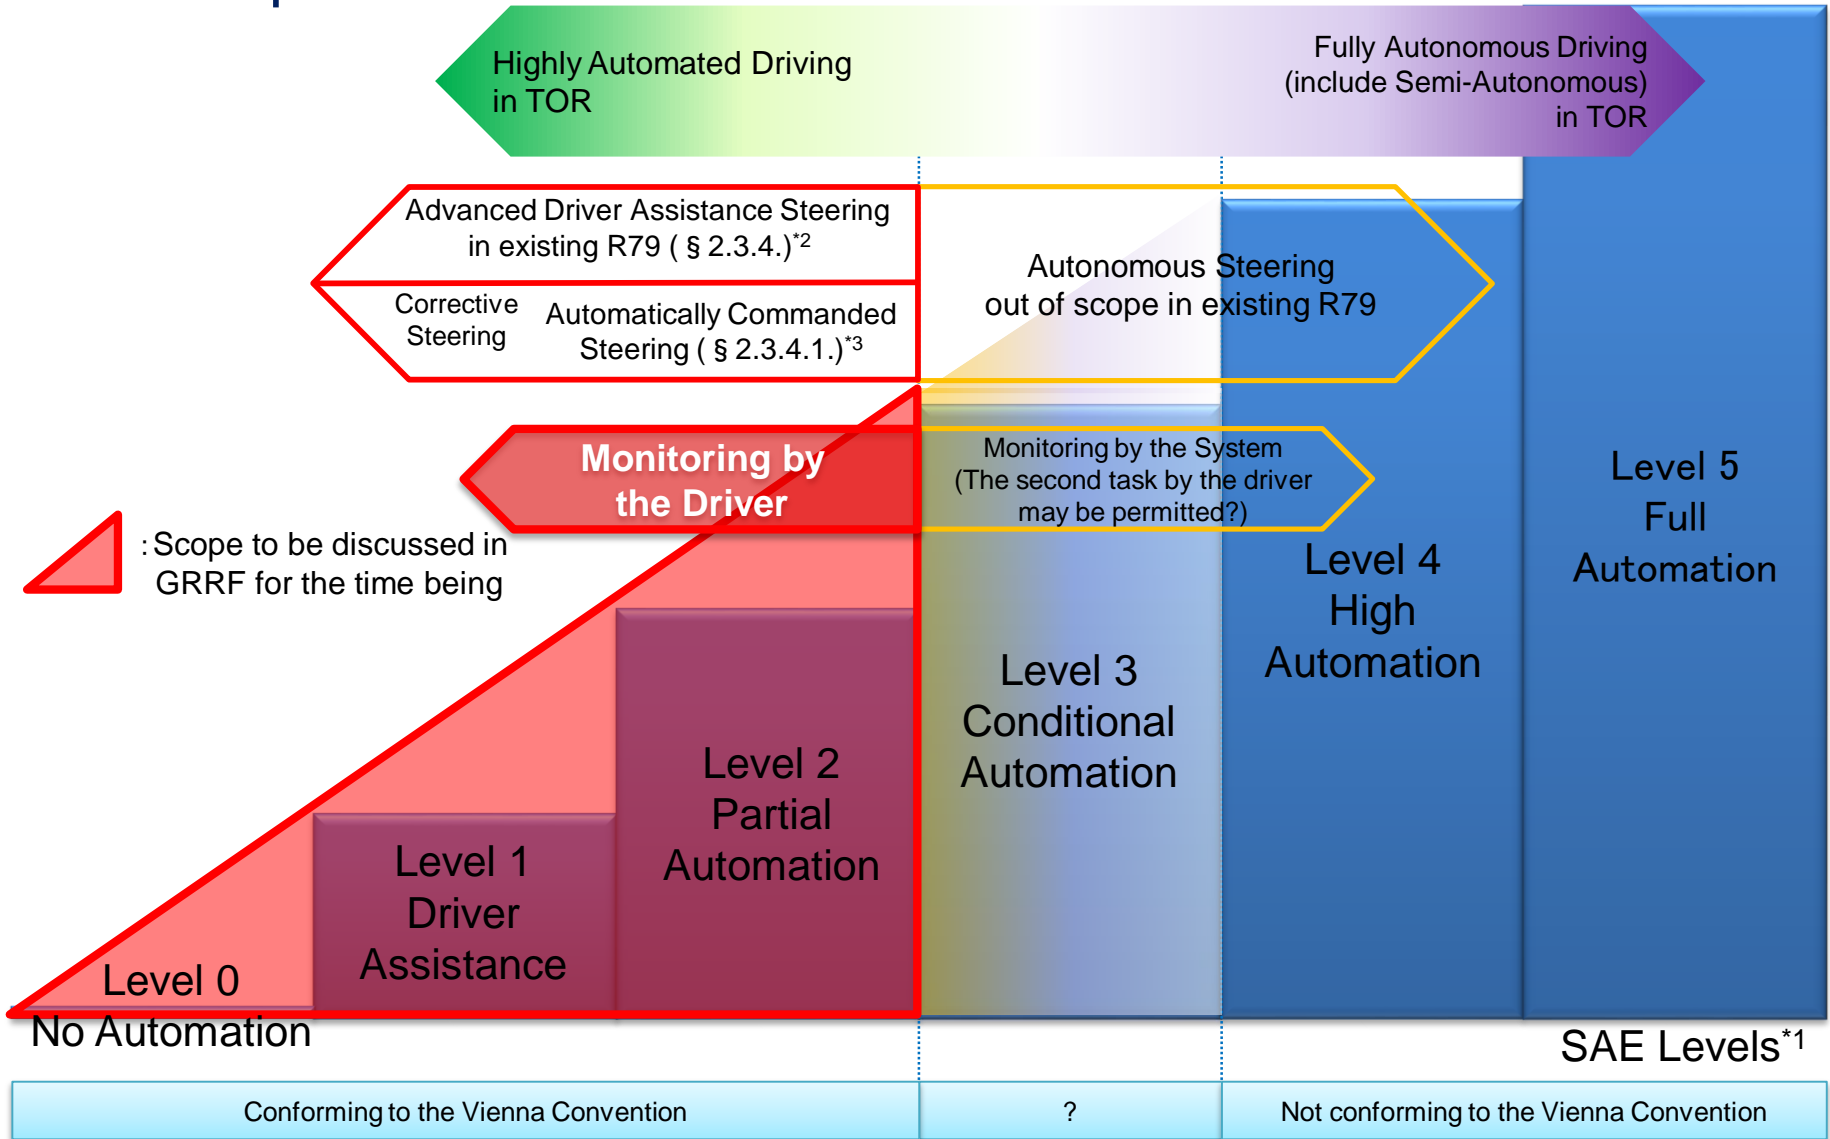 Highly Automated Driving
in TOR
Fully Autonomous Driving
(include Semi-Autonomous)
in TOR
Advanced Driver Assistance Steering
in existing R79 ( § 2.3.4.)*2
Corrective
Steering
Automatically Commanded
Steering ( § 2.3.4.1.)*3
Autonomous Steering
out of scope in existing R79
Monitoring by
the Driver
Monitoring by the System
(The second task by the driver
may be permitted?)
: Scope to be discussed in
GRRF for the time being
Level 0
No Automation
Level 1
Driver
Assistance
Level 2
Partial
Automation
Level 3
Conditional
Automation
Level 4
High
Automation
Level 5
Full
Automation
SAE Levels*1
Conforming to the Vienna Convention
?
Not conforming to the Vienna Convention